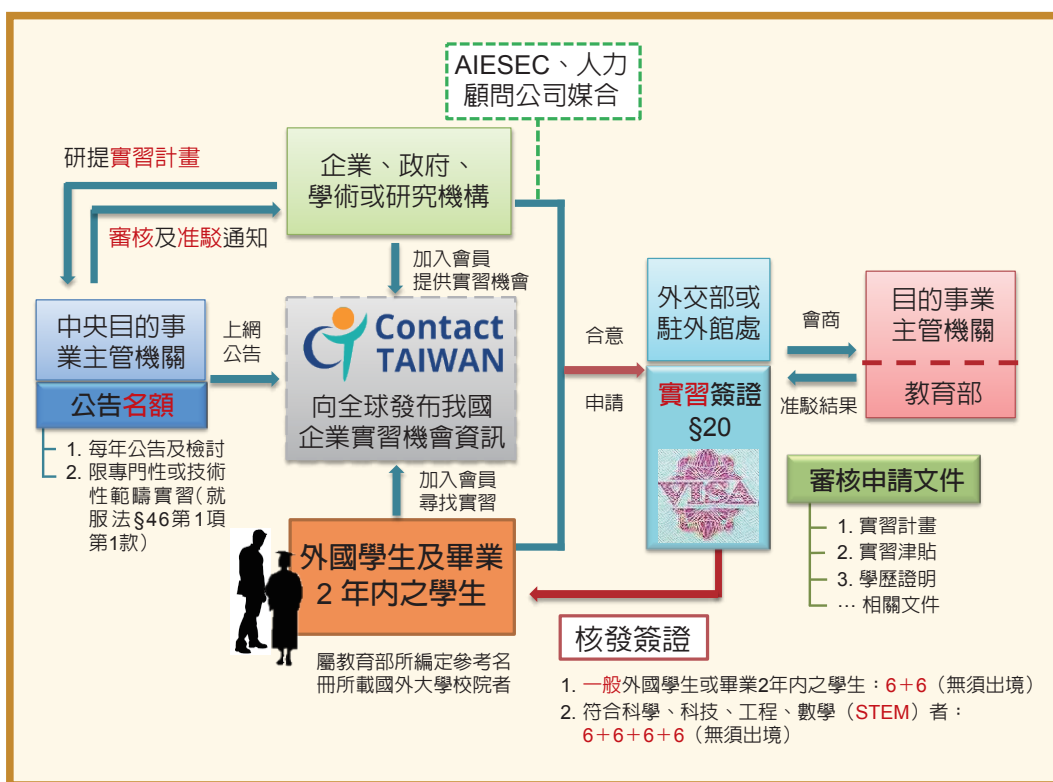 AIESEC、人力
顧問公司媒合
研提實習計畫
企業、政府、
學術或研究機構
審核及准駁通知
加入會員
提供實習機會
中央目的事
業主管機關
公告名額
上網
公告
Contact
TAIWAN
向全球發布我國
企業實習機會資訊
合意
申請
外交部或
駐外館處
實習簽證
§20
VISA
會商
准駁結果
目的事業
主管機關
教育部
1. 每年公告及檢討
2. 限專門性或技術
性範疇實習(就
服法§46第1項
第1款)
加入會員
尋找實習
審核申請文件
1. 實習計畫
2. 實習津貼
3. 學歷證明
… 相關文件
外國學生及畢業
2 年內之學生
屬教育部所編定參考名
冊所載國外大學校院者
核發簽證
1. 一般外國學生或畢業2年內之學生:6+6(無須出境)
2. 符合科學、科技、工程、數學(STEM)者:
6+6+6+6(無須出境)